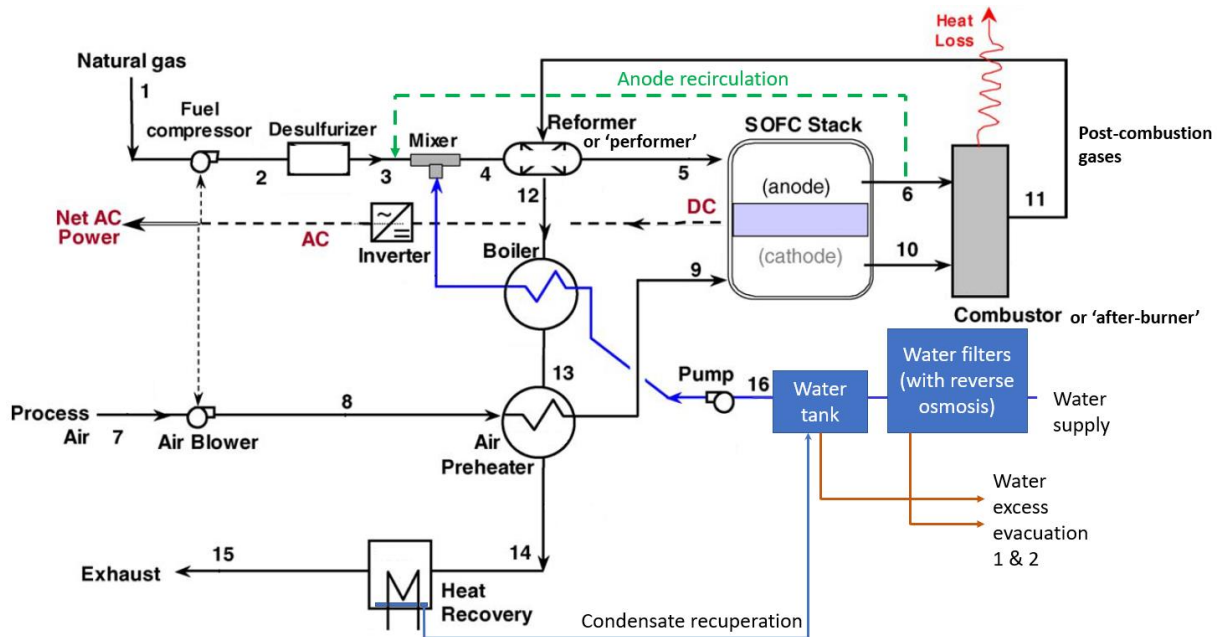 Heat
Loss
Natural gas
1
Anode recirculation
Fuel
compressor
Desulfurizer
Mixer
Reformer
or ‘performer’
SOFC Stack
Post-combustion
gases
2
3
4
5
(anode)
6
11
12
Net AC
Power
AC
Inverter
DC
Boiler
(cathode)
9
10
Combustor or ‘after-burner’
13
Pump
16
Water
tank
Water filters
(with reverse
osmosis)
Water
supply
Process
Air
7
Air Blower
8
Air
Preheater
Water
excess
evacuation
1 & 2
Exhaust
15
14
Heat
Recovery
Condensate recuperation